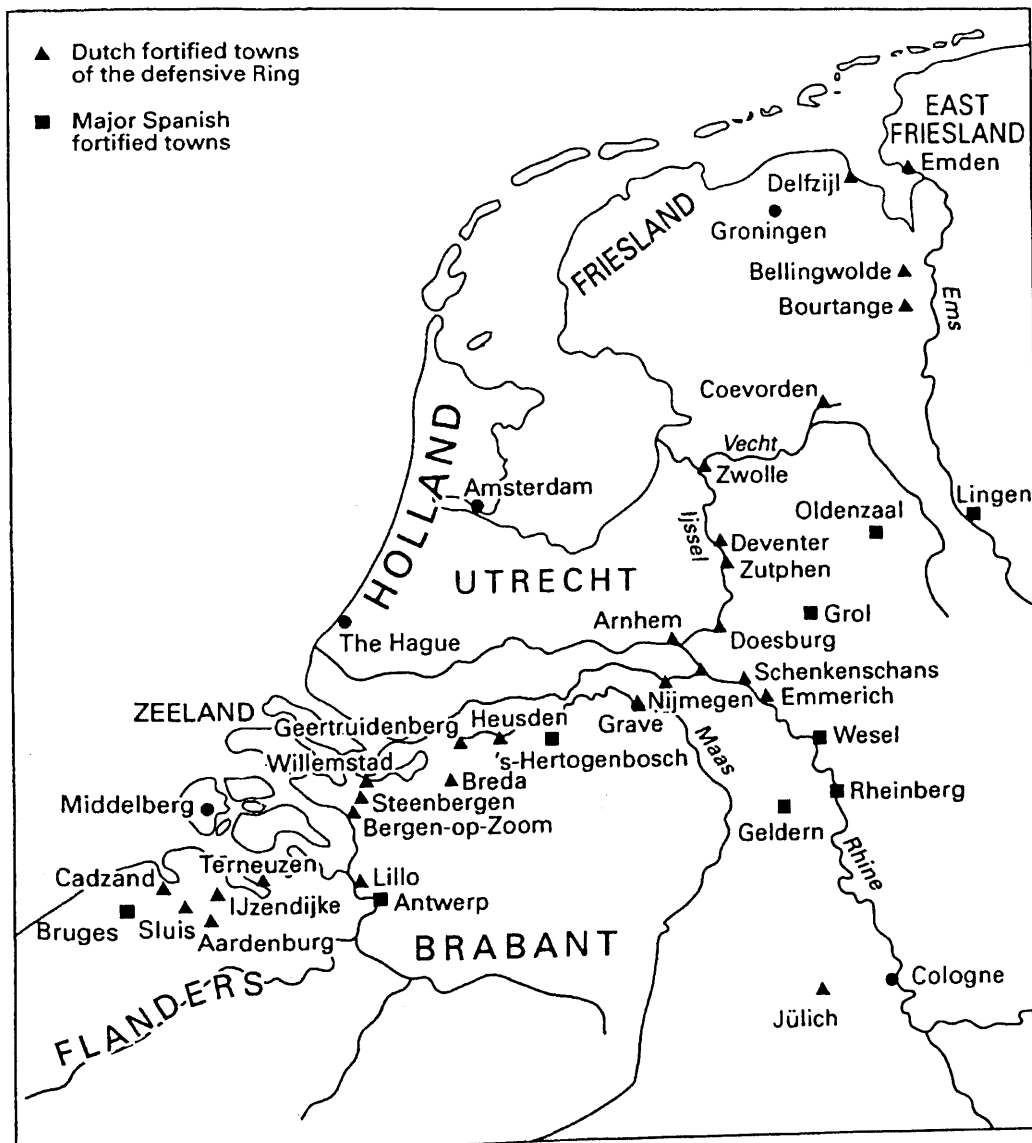 Dutch fortified towns
of the defensive Ring
Major Spanish
fortified towns
EAST
FRIESLAND
Emden
Delfzijl
Groningen
FRIESLAND
Bellingwolde
Ems
Bourtange
Coevorden
Vecht
Zwolle
HOLLAND
Amsterdam
Lingen
Oldenzaal
Ijssel
Deventer
Zutphen
UTRECHT
Grol
Arnhem
The Hague
Doesburg
Schenkenschans
ZEELAND
Nijmegen
Emmerich
Geertruidenberg
Heusden
Grave
Maas
Wesel
Willemstad
's-Hertogenbosch
Breda
Middelberg
Steenbergen
Rheinberg
Bergen-op-Zoom
Geldern
Rhine
Terneuzen
Cadzand
Lillo
IJzendijke
Antwerp
Bruges
Sluis
Aardenburg
BRABANT
FLANDERS
Cologne
Jülich